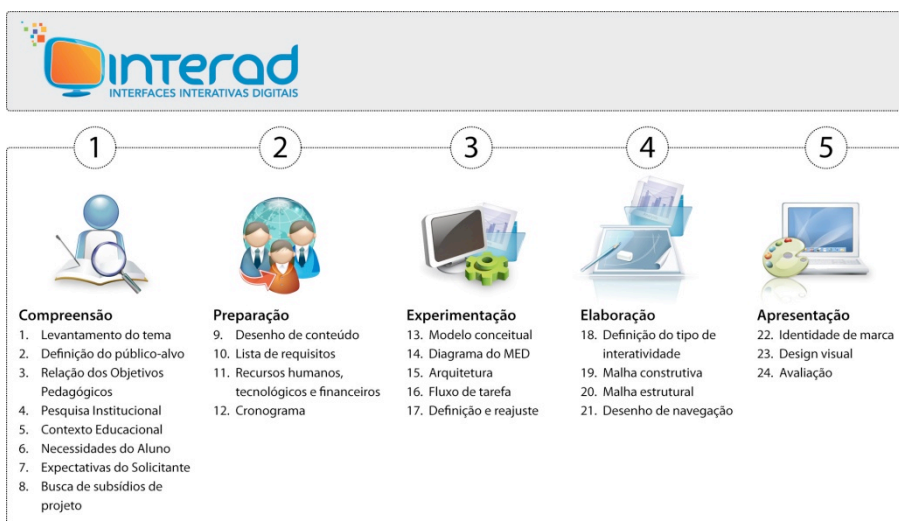 interad
INTERFACES INTERATIVAS DIGITAIS
1
2
3
4
5
Compreensão
1. Levantamento do tema
2. Definição do público-alvo
3. Relação dos Objetivos
Pedagógicos
4. Pesquisa Institucional
5. Contexto Educacional
6. Necessidades do Aluno
7. Expectativas do Solicitante
8. Busca de subsídios de
projeto
Preparação
9. Desenho de conteúdo
10. Lista de requisitos
11. Recursos humanos,
tecnológicos e financeiros
12. Cronograma
Experimentação
13. Modelo conceitual
14. Diagrama do MED
15. Arquitetura
16. Fluxo de tarefa
17. Definição e reajuste
Elaboração
18. Definição do tipo de
interatividade
19. Malha construtiva
20. Malha estrutural
21. Desenho de navegação
Apresentação
22. Identidade de marca
23. Design visual
24. Avaliação